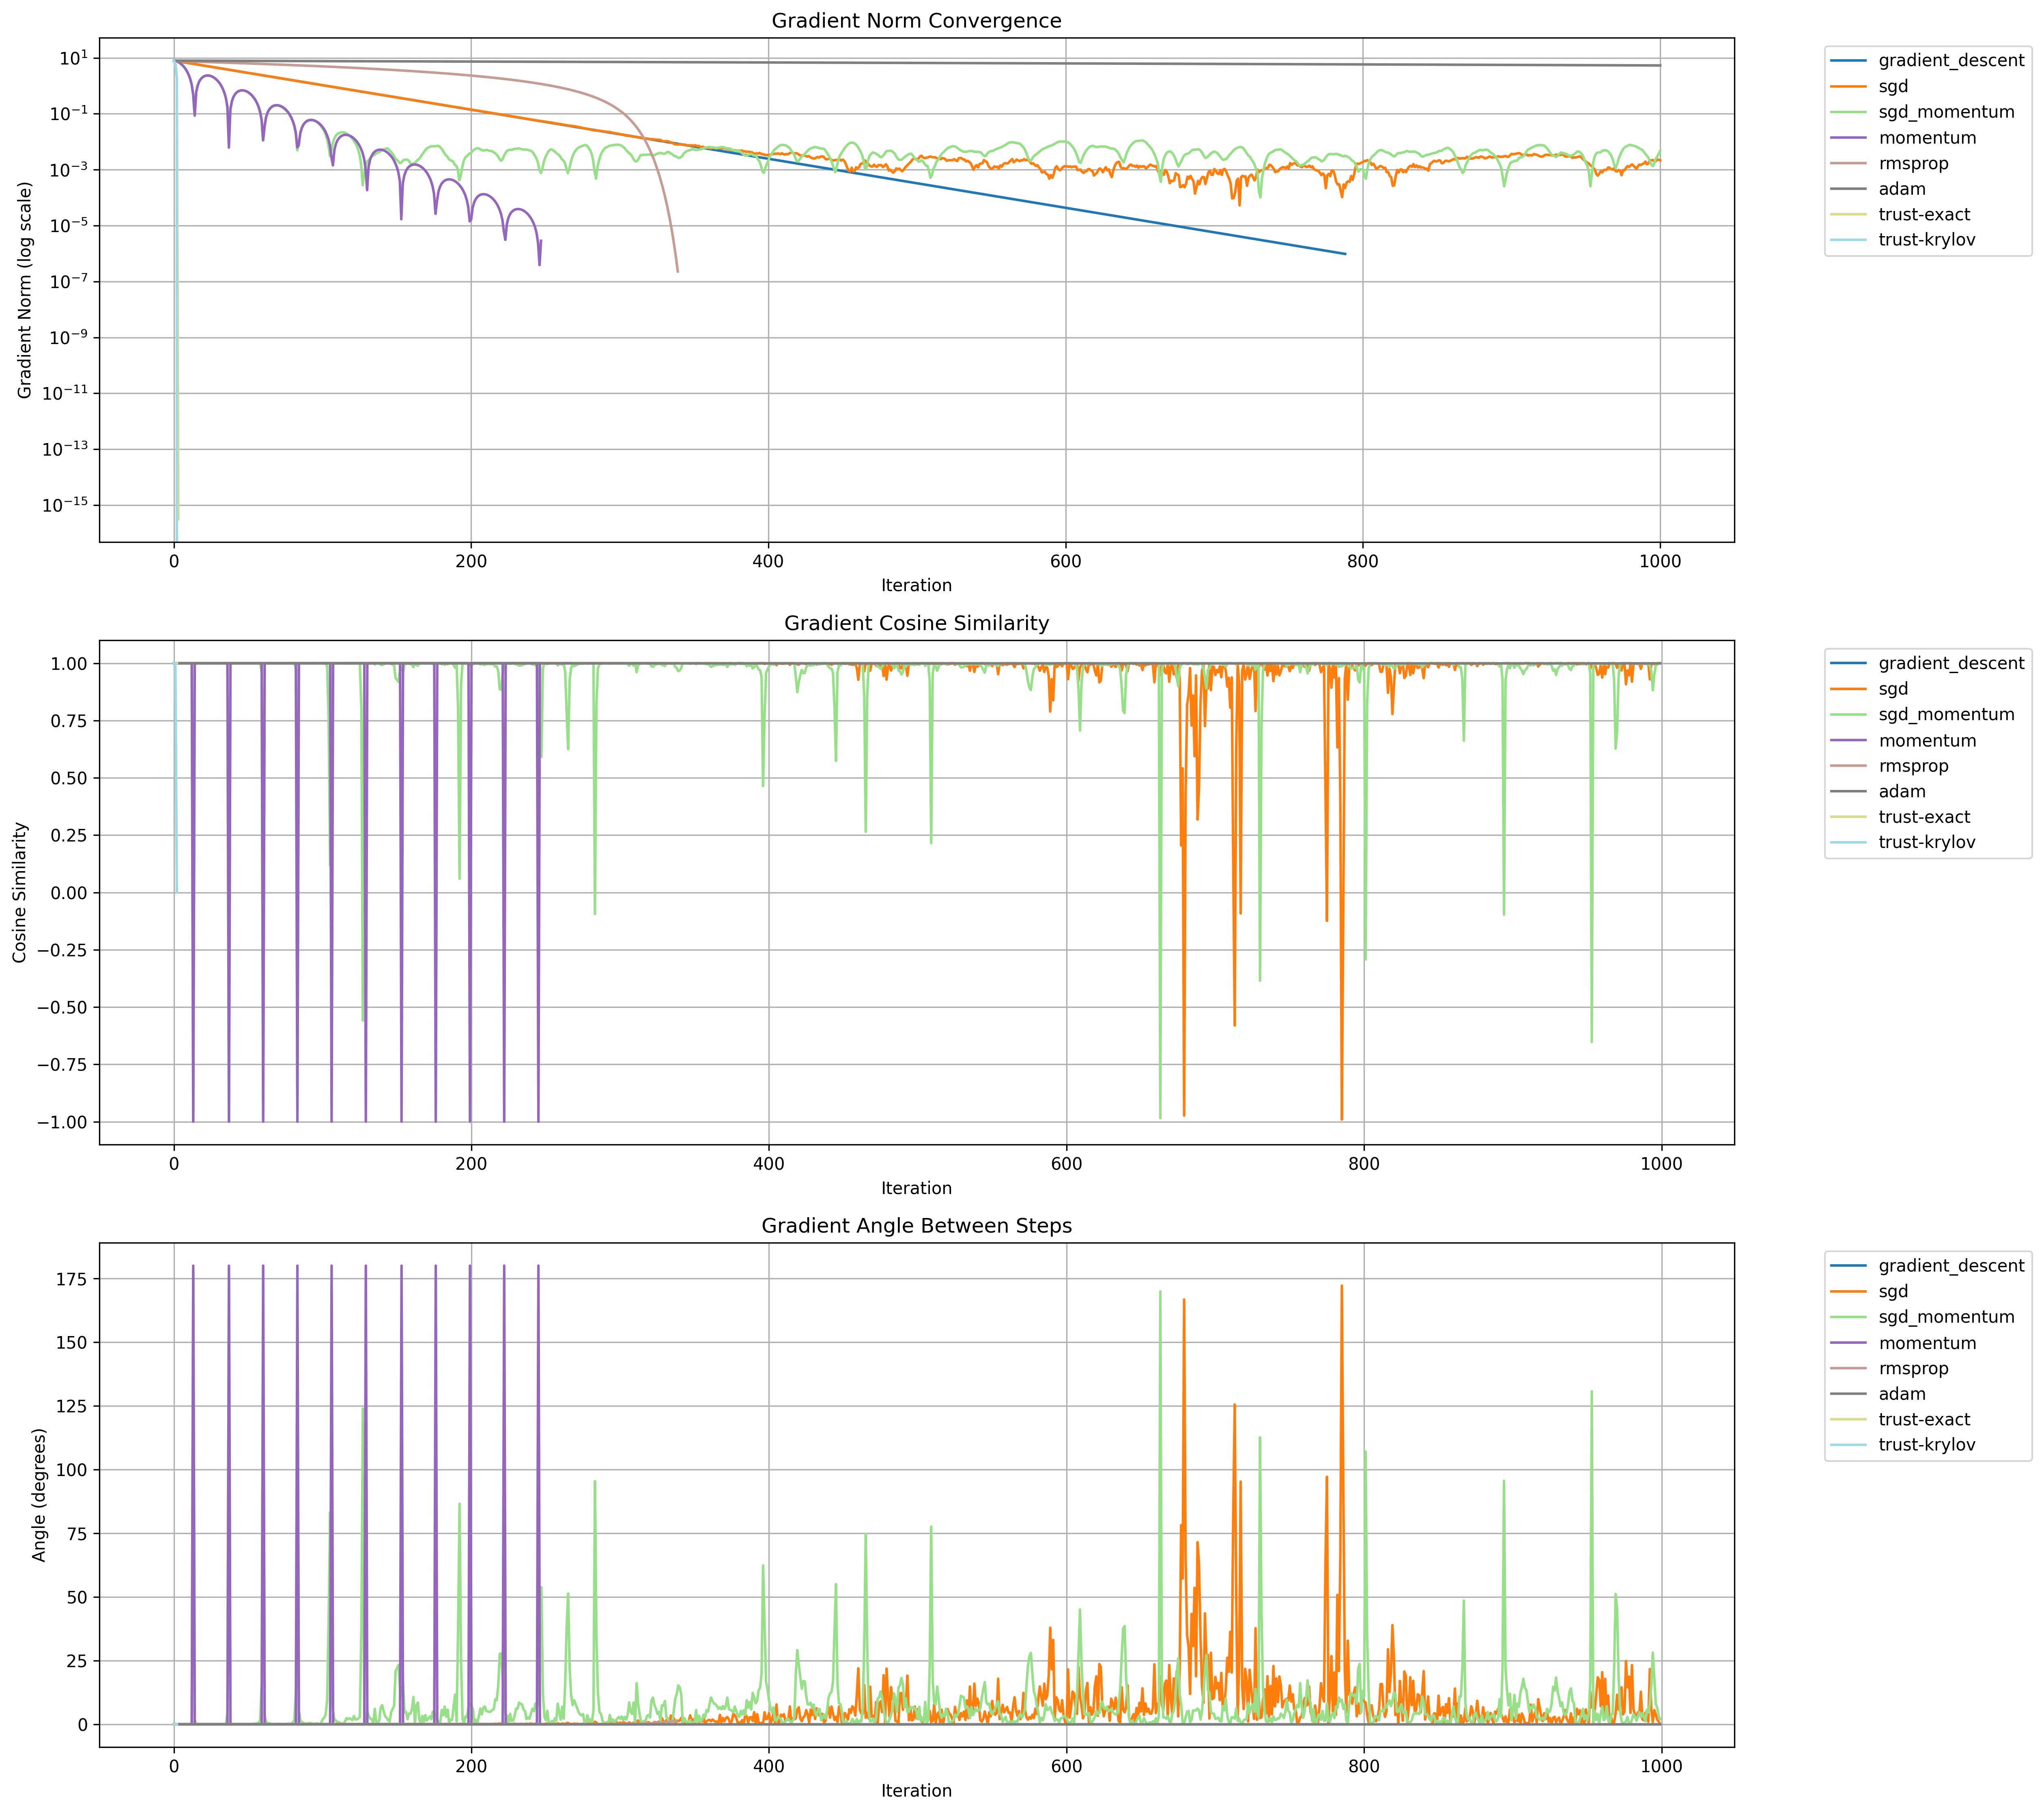 Gradient Norm Convergence
Gradient Norm (log scale)
10¹
10⁻¹
10⁻³
10⁻⁵
10⁻⁷
10⁻⁹
10⁻¹¹
10⁻¹³
10⁻¹⁵
0 200 400 600 800 1000
Iteration
gradient_descent
sgd
sgd_momentum
momentum
rmsprop
adam
trust-exact
trust-krylov
Gradient Cosine Similarity
Cosine Similarity
1.00
0.75
0.50
0.25
0.00
−0.25
−0.50
−0.75
−1.00
0 200 400 600 800 1000
Iteration
gradient_descent
sgd
sgd_momentum
momentum
rmsprop
adam
trust-exact
trust-krylov
Gradient Angle Between Steps
Angle (degrees)
175
150
125
100
75
50
25
0
0 200 400 600 800 1000
Iteration
gradient_descent
sgd
sgd_momentum
momentum
rmsprop
adam
trust-exact
trust-krylov